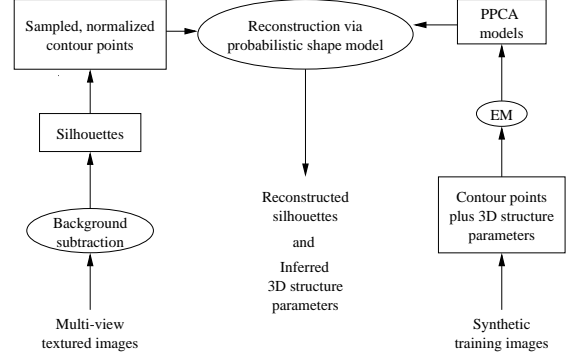 Sampled, normalized
contour points
Reconstruction via
probabilistic shape model
PPCA
models
Silhouettes
EM
Background
subtraction
Reconstructed
silhouettes
and
Inferred
3D structure
parameters
Contour points
plus 3D structure
parameters
Multi-view
textured images
Synthetic
training images